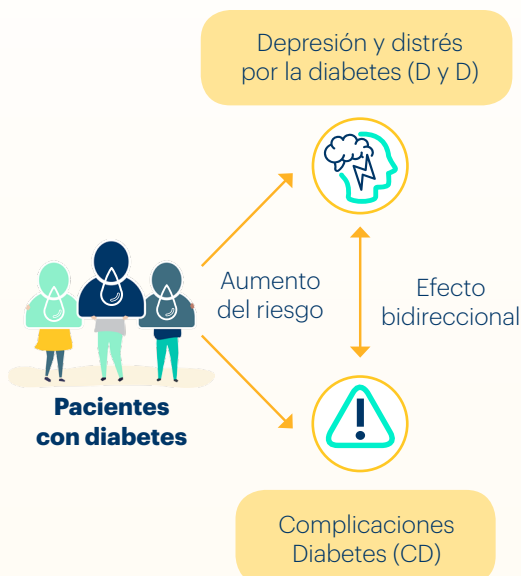 Depresión y distrés
por la diabetes (D y D)
Aumento
del riesgo
Efecto
bidireccional
Pacientes
con diabetes
Complicaciones
Diabetes (CD)